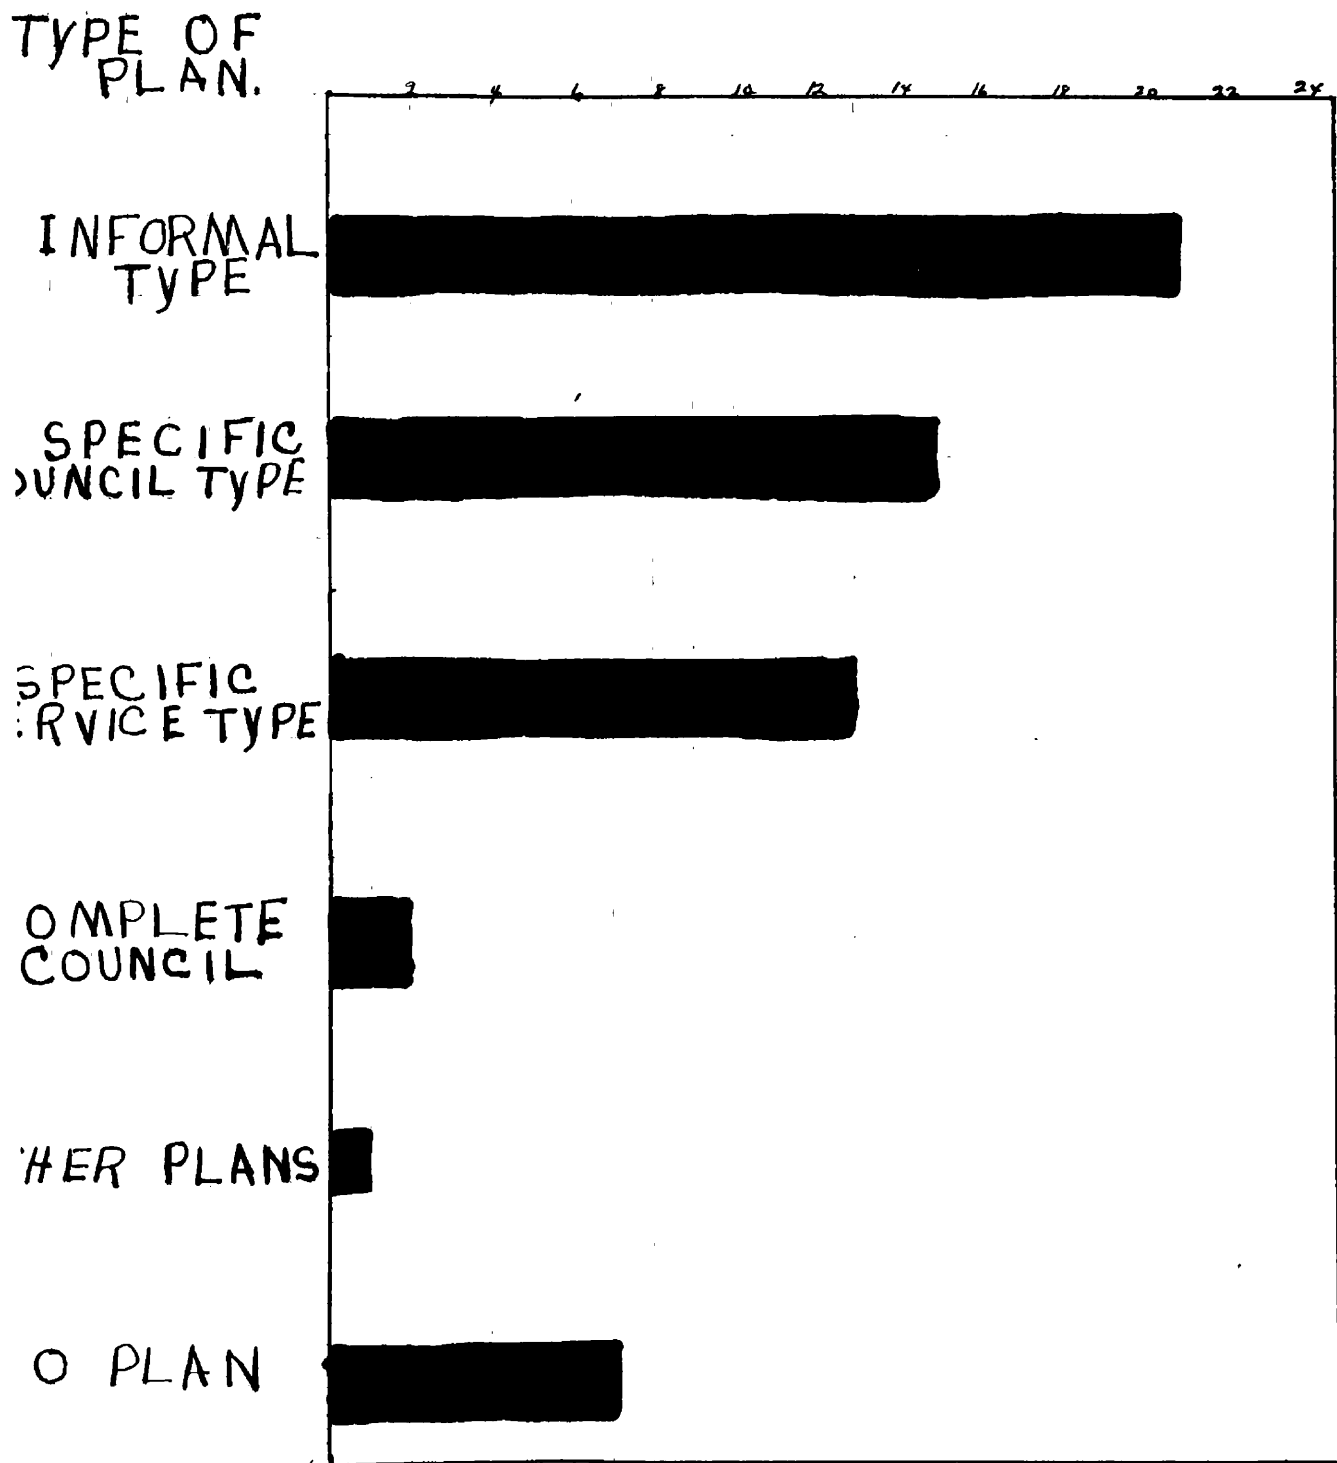 TYPE OF
PLAN.
2 4 6 8 10 12 14 16 18 20 22 24
INFORMAL
TYPE
SPECIFIC
OUNCIL TYPE
SPECIFIC
RVICE TYPE
OMPLETE
COUNCIL
HER PLANS
O PLAN